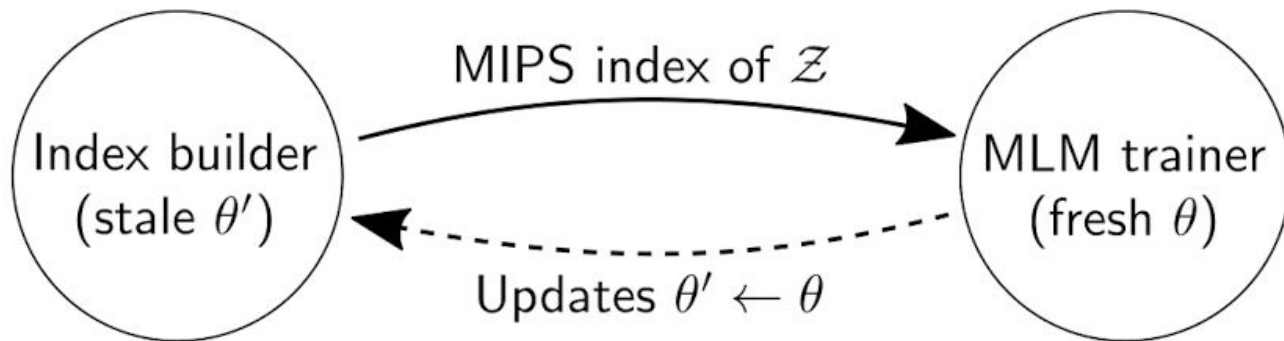 MIPS index of 𝒵
Index builder
(stale θ′)
MLM trainer
(fresh θ)
Updates θ′ ← θ